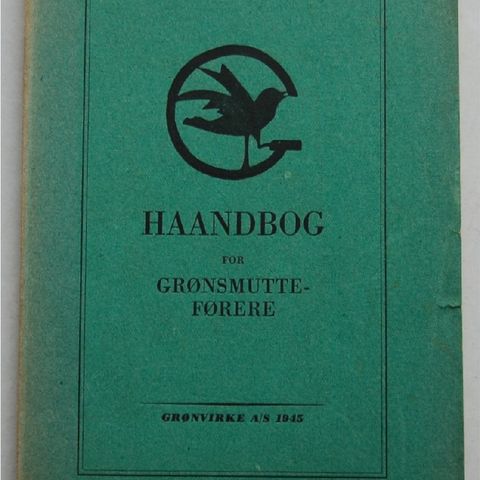 HAANDBOG
FOR
GRØNSMUTTE-
FØRERE
GRØNVIRKE A/S 1945